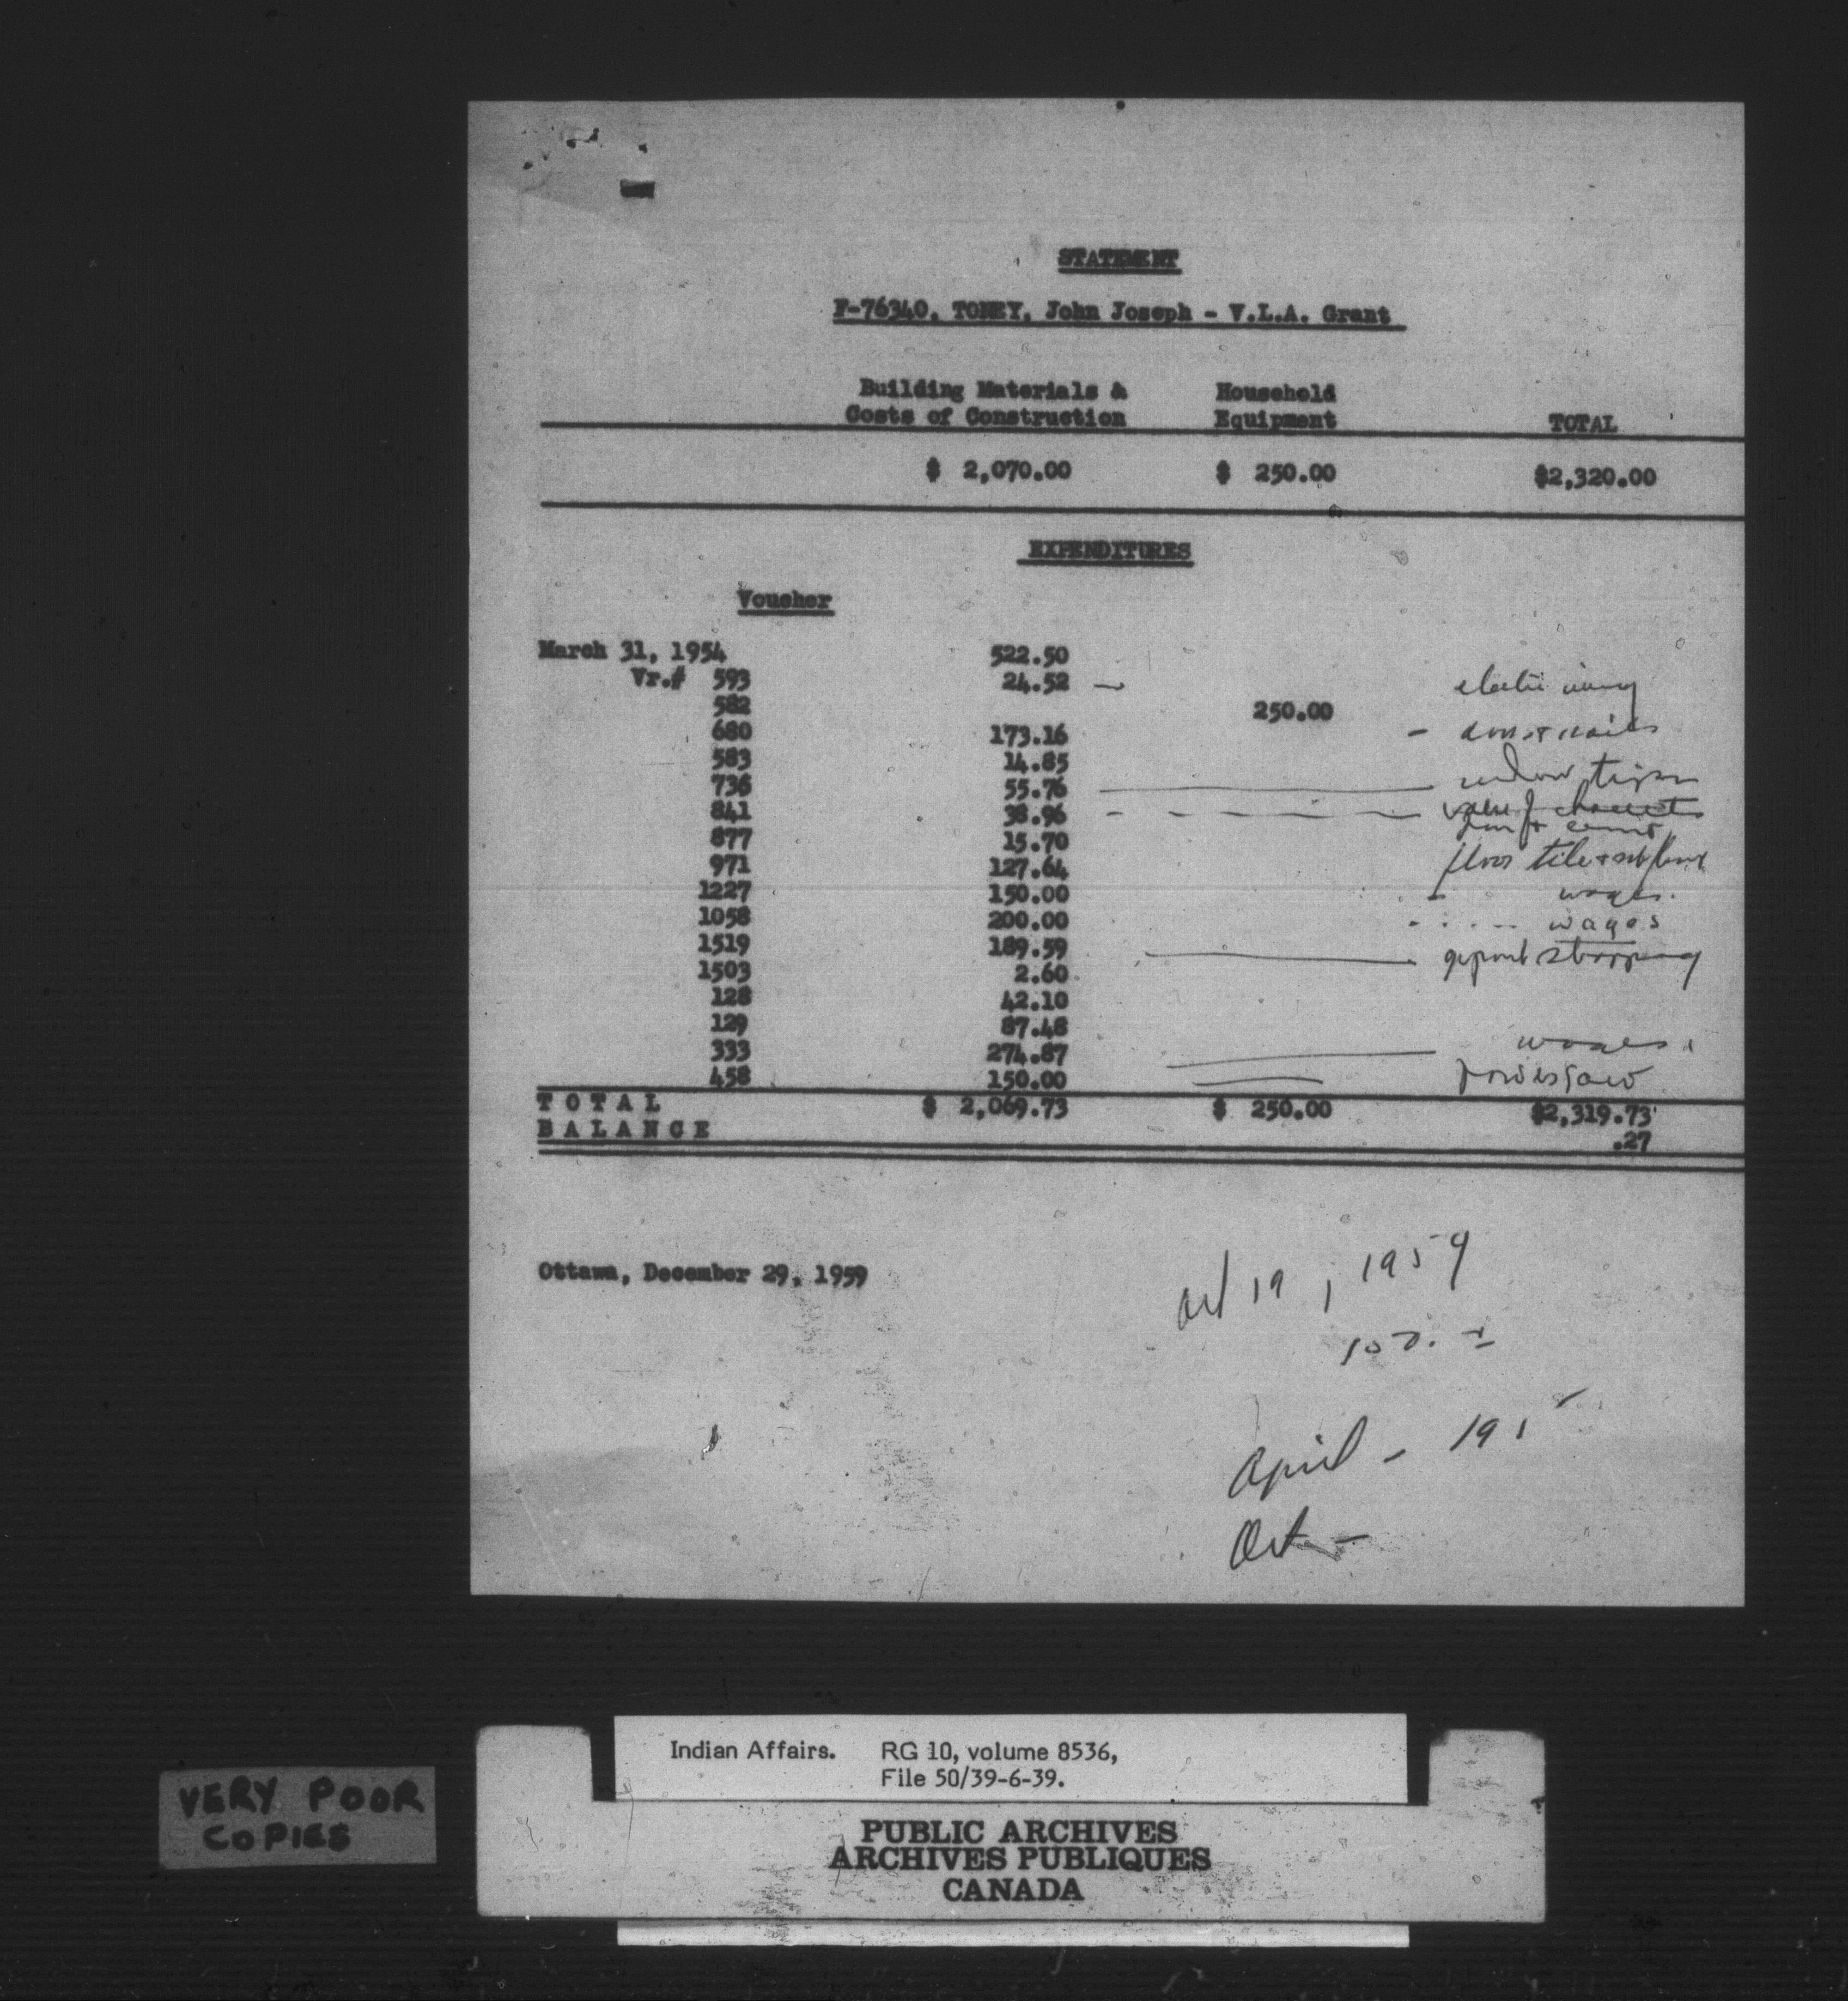 STATEMENT
F-76340, TONEY, John Joseph - V.L.A. Grant
Building Materials & Household
Costs of Construction Equipment TOTAL
$ 2,070.00 $ 250.00 $2,320.00
EXPENDITURES
Voucher
March 31, 1954 522.50
Vr.# 593 24.52
582 250.00
680 173.16
583 14.85
736 55.76
841 38.96
877 15.70
971 127.64 floor tile
1227 150.00 wages.
1058 200.00 wages
1519 189.59 strapping
1503 2.60
128 42.10
129 87.48
333 274.87 wages
458 150.00
TOTAL $ 2,069.73 $ 250.00 $2,319.73
BALANCE .27
Ottawa, December 29, 1959
Oct 19, 1959
April -
Oct -
Indian Affairs. RG 10, volume 8536,
File 50/39-6-39.
VERY POOR
COPIES
PUBLIC ARCHIVES
ARCHIVES PUBLIQUES
CANADA